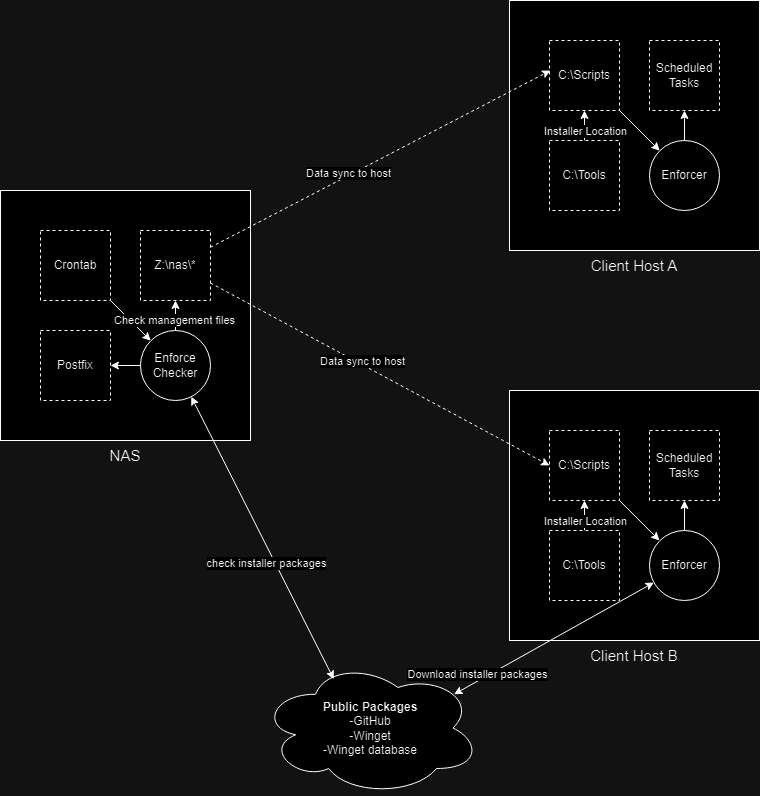 C:\Scripts
Scheduled
Tasks
Installer Location
C:\Tools
Enforcer
Client Host A
Data sync to host
Crontab
Z:\nas\*
Check management files
Postfix
Enforce
Checker
NAS
Data sync to host
C:\Scripts
Scheduled
Tasks
Installer Location
C:\Tools
Enforcer
Client Host B
check installer packages
Download installer packages
Public Packages
-GitHub
-Winget
-Winget database